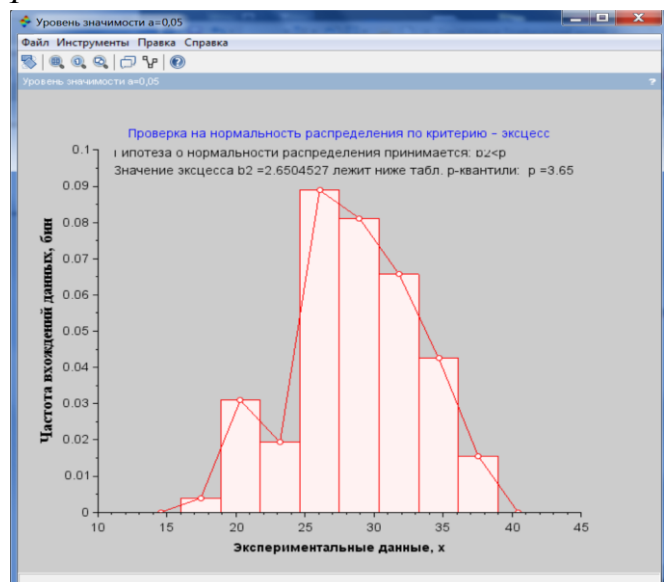 Уровень значимости a=0,05
Файл Инструменты Правка Справка
Уровень значимости a=0,05
?
Проверка на нормальность распределения по критерию - эксцесс
Гипотеза о нормальности распределения принимается: b2<p
Значение эксцесса b2 =2.6504527 лежит ниже табл. р-квантили: p =3.65
Частота вхождений данных, бин
0.1
0.09
0.08
0.07
0.06
0.05
0.04
0.03
0.02
0.01
0
10 15 20 25 30 35 40 45
Экспериментальные данные, х